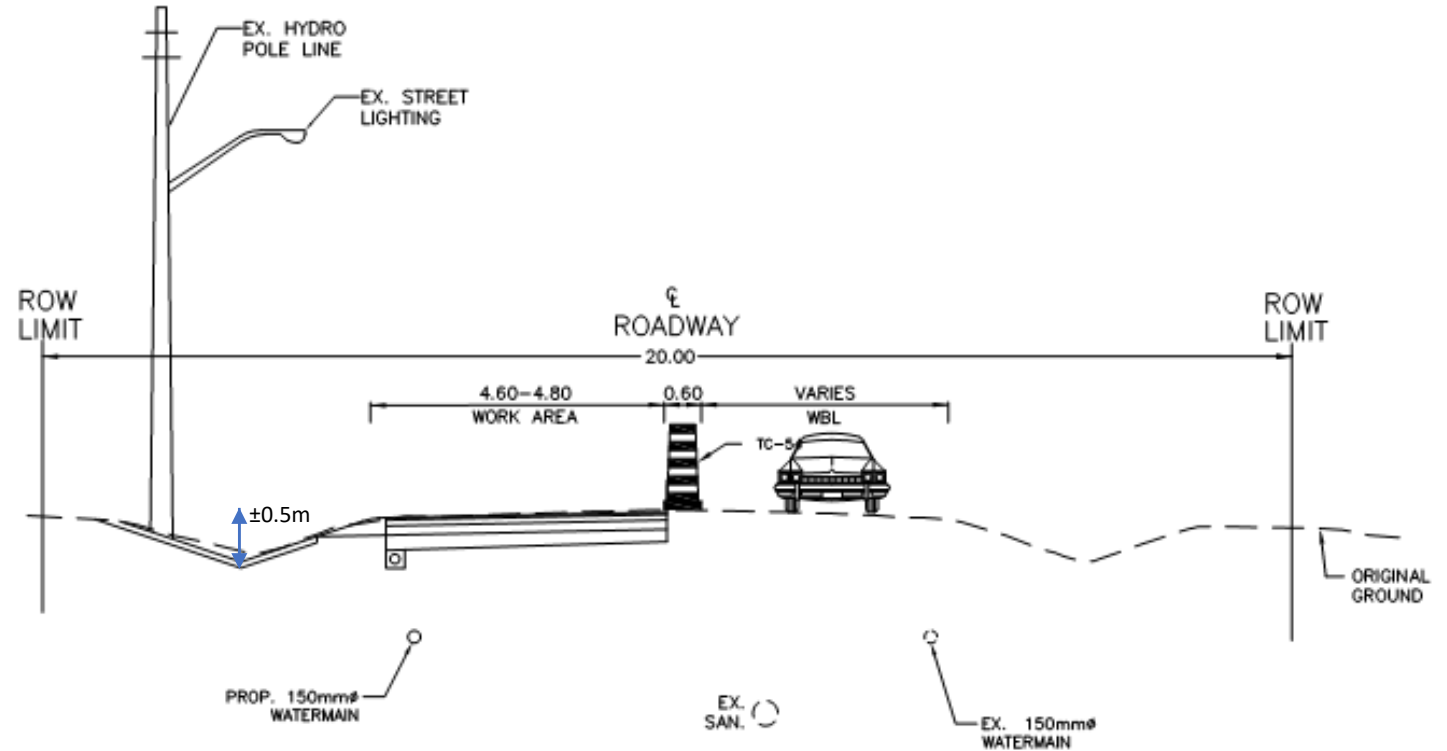 EX. HYDRO
POLE LINE
EX. STREET
LIGHTING
ROW
LIMIT
℄
ROADWAY
ROW
LIMIT
20.00
4.60–4.80
WORK AREA
0.60
VARIES
WBL
TC-54
±0.5m
ORIGINAL
GROUND
PROP. 150mmø
WATERMAIN
EX.
SAN.
EX. 150mmø
WATERMAIN